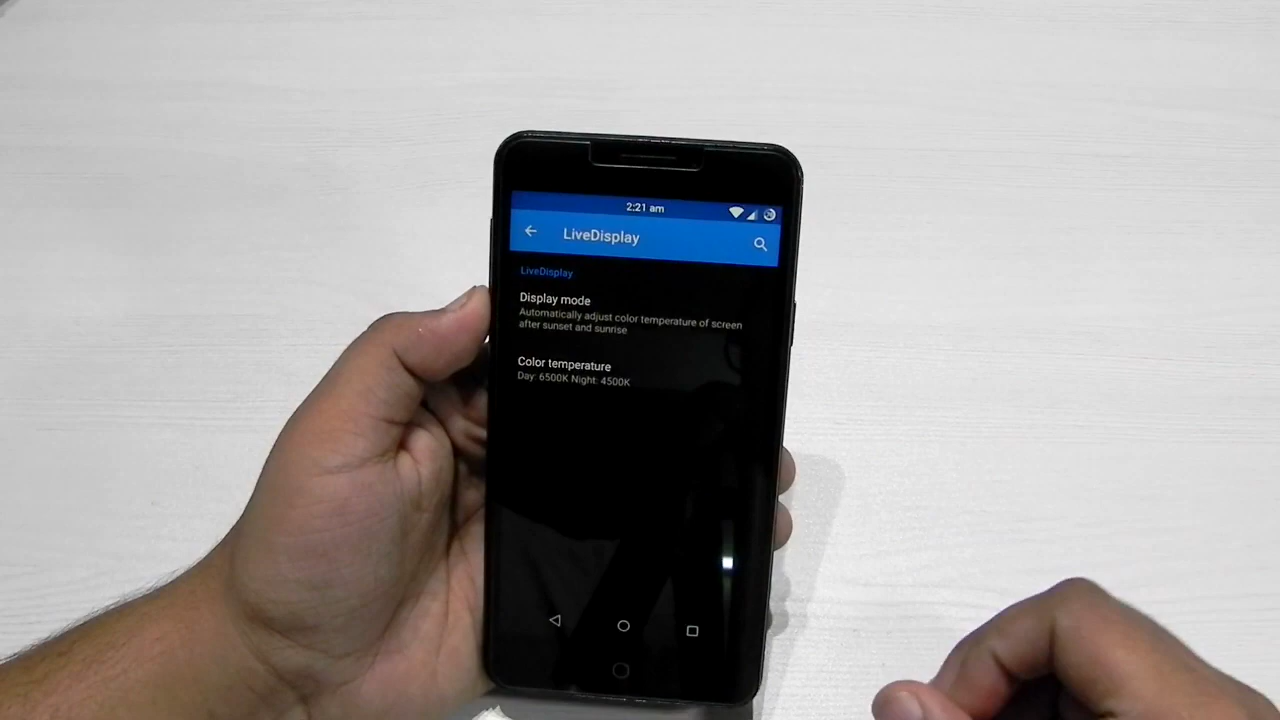 2:21 am
LiveDisplay
LiveDisplay
Display mode
Automatically adjust color temperature of screen
after sunset and sunrise
Color temperature
Day: 6500K Night: 4500K